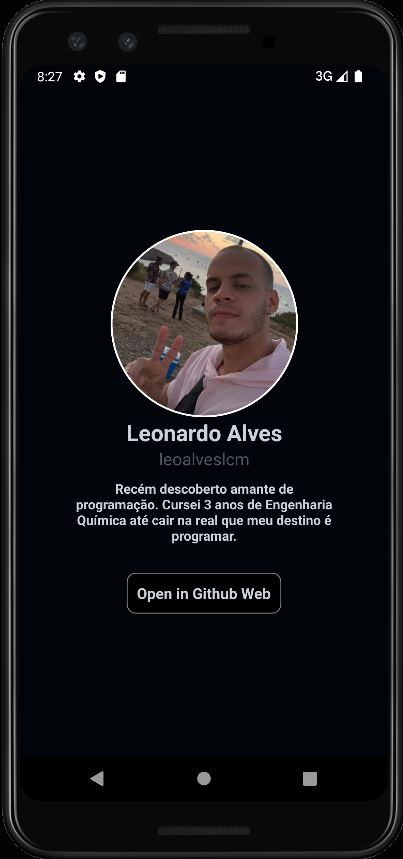 8:27 3G
Leonardo Alves
leoalveslcm
Recém descoberto amante de
programação. Cursei 3 anos de Engenharia
Química até cair na real que meu destino é
programar.
Open in Github Web